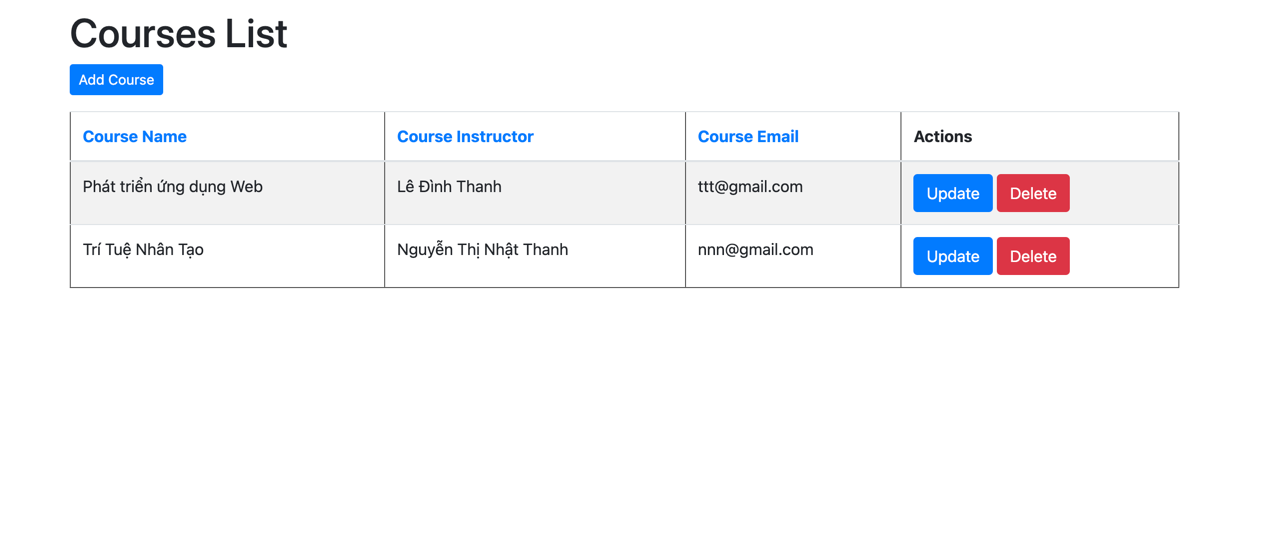 Courses List
Add Course
Course Name Course Instructor Course Email Actions
Phát triển ứng dụng Web Lê Đình Thanh ttt@gmail.com Update Delete
Trí Tuệ Nhân Tạo Nguyễn Thị Nhật Thanh nnn@gmail.com Update Delete